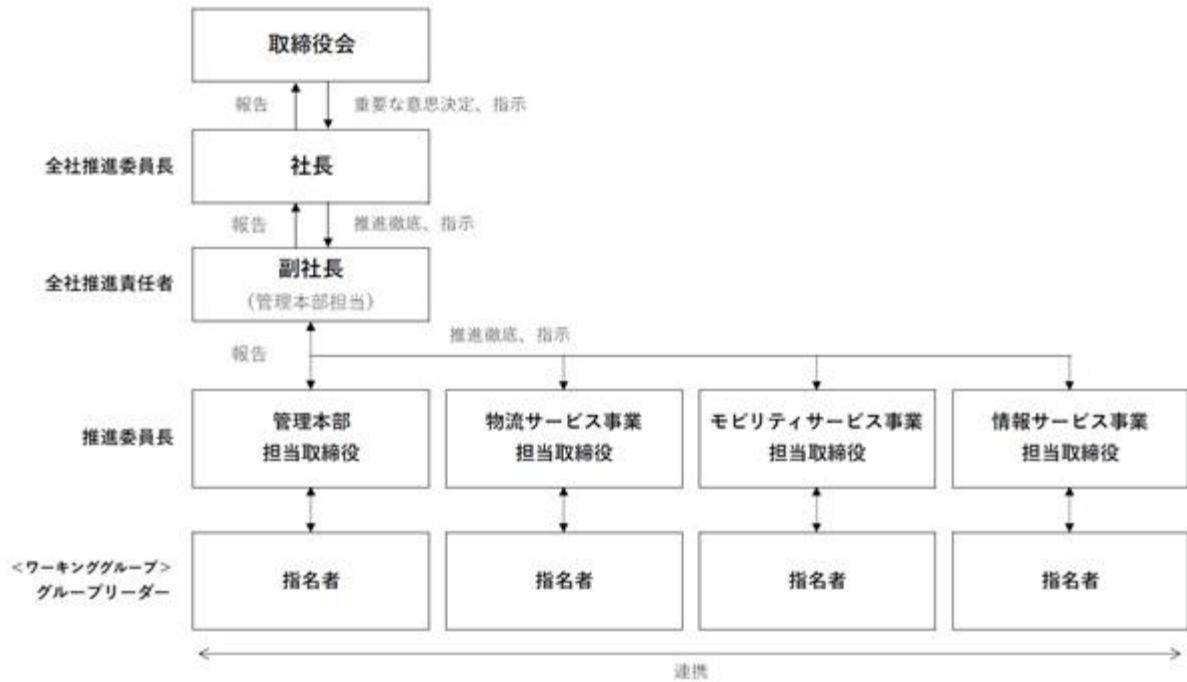 取締役会
報告
重要な意思決定、指示
全社推進委員長
社長
報告
推進徹底、指示
全社推進責任者
副社長
（管理本部担当）
推進徹底、指示
報告
推進委員長
管理本部
担当取締役
物流サービス事業
担当取締役
モビリティサービス事業
担当取締役
情報サービス事業
担当取締役
＜ワーキンググループ＞
グループリーダー
指名者
指名者
指名者
指名者
連携